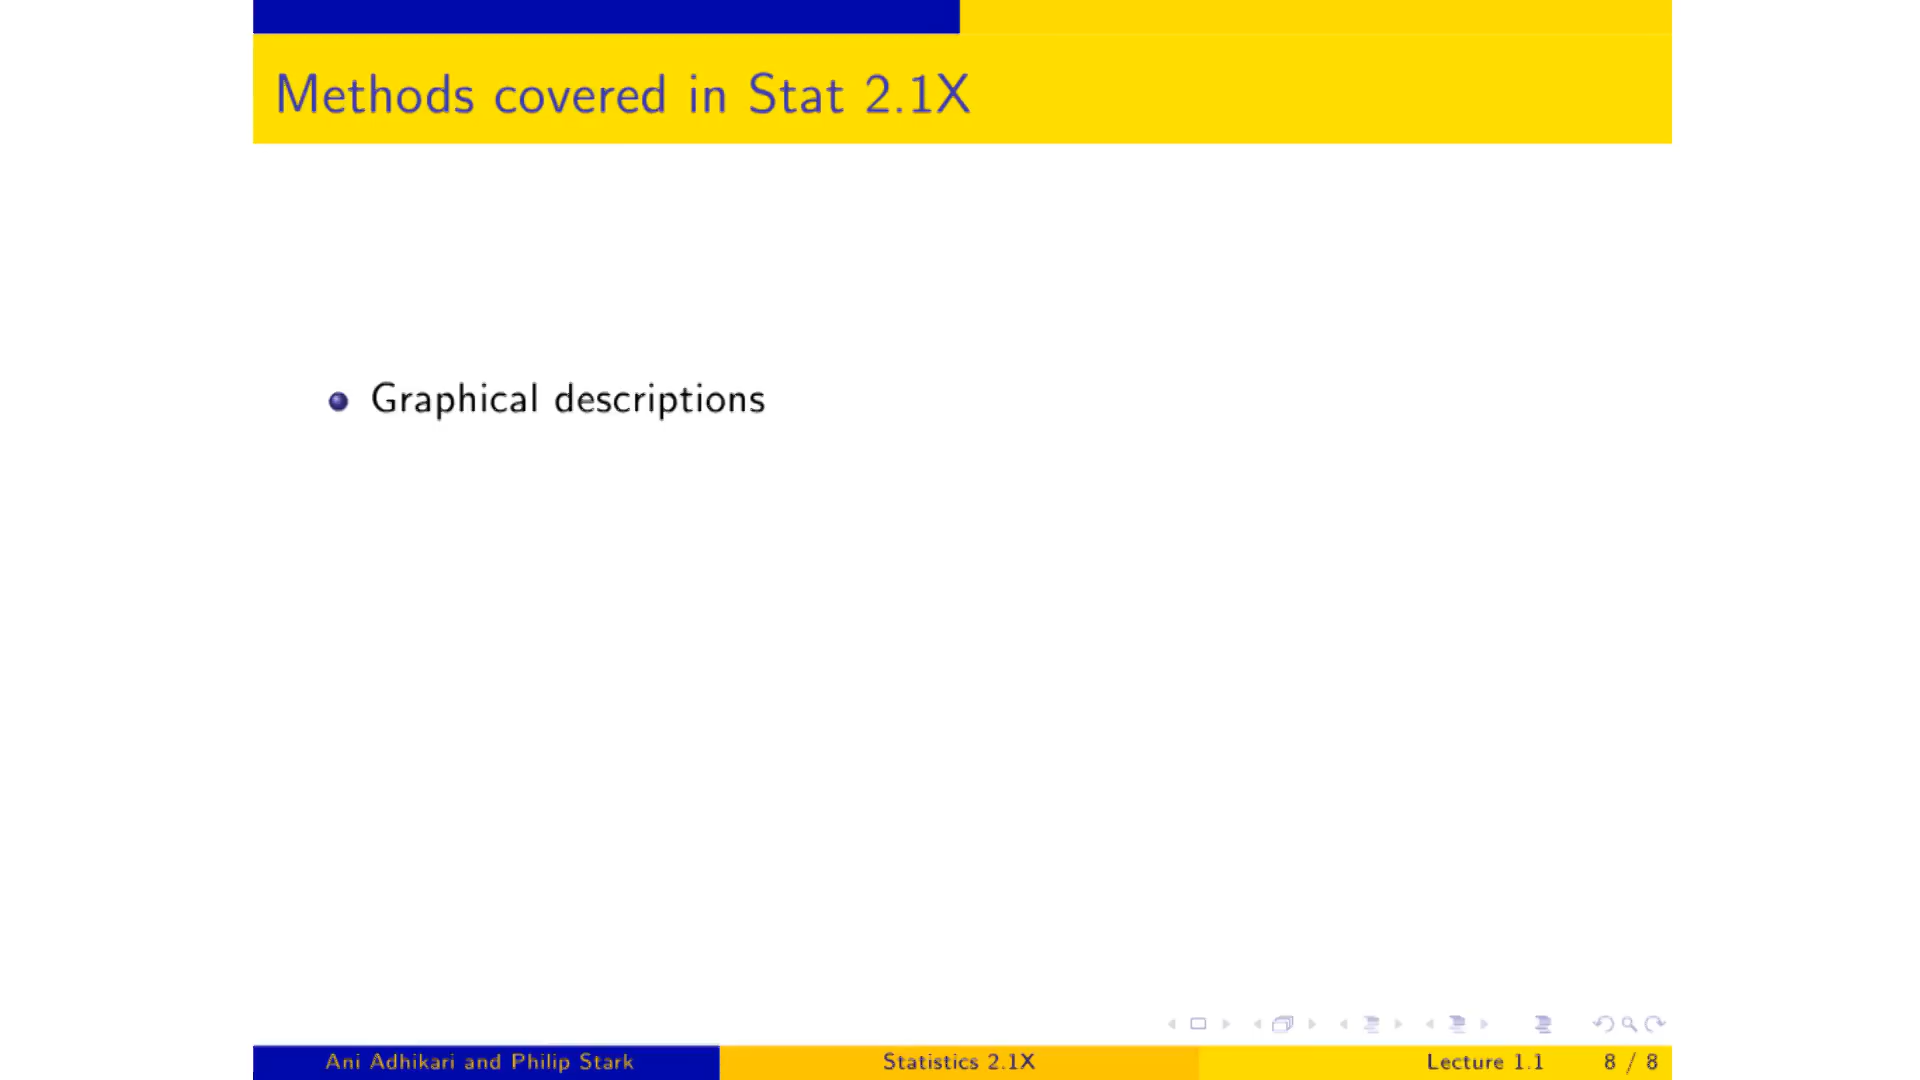 Methods covered in Stat 2.1X
Graphical descriptions
Ani Adhikari and Philip Stark
Statistics 2.1X
Lecture 1.1
8 / 8